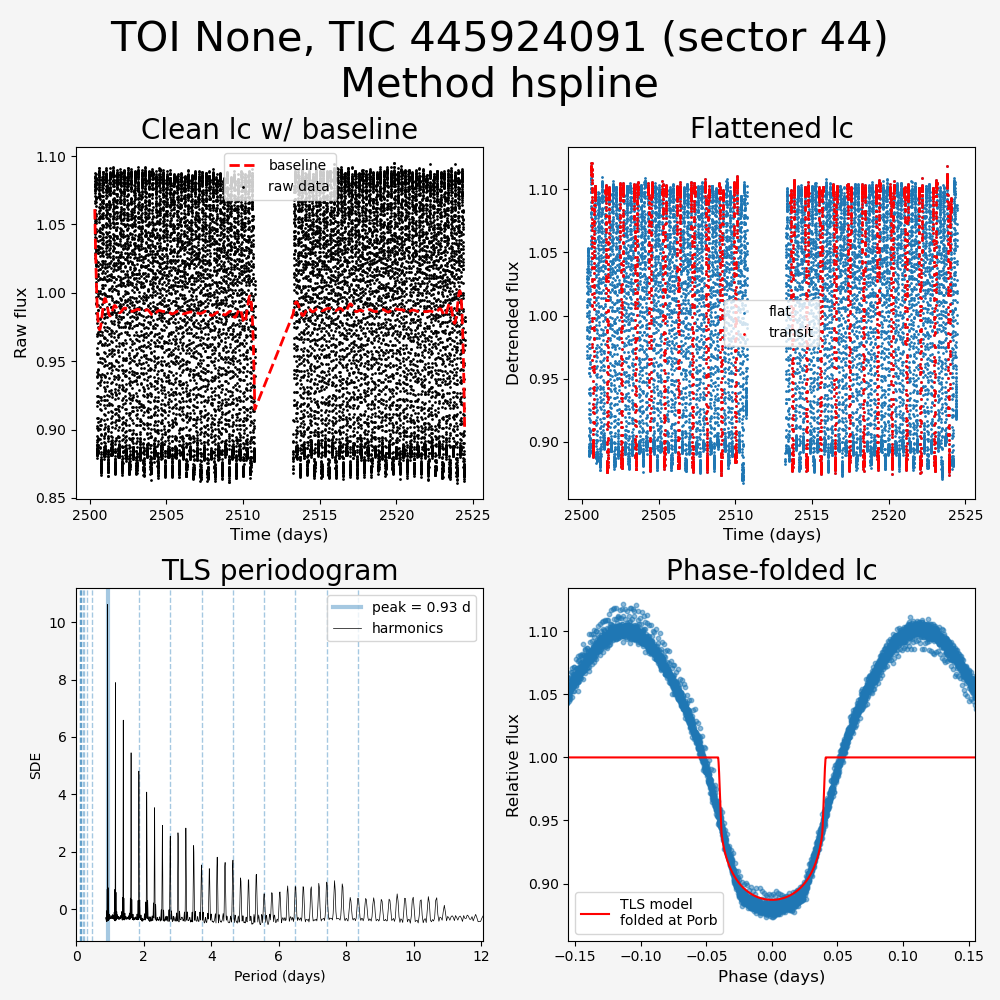 TOI None, TIC 445924091 (sector 44)
Method hspline
Clean lc w/ baseline
Raw flux
1.10
1.05
1.00
0.95
0.90
0.85
baseline
raw data
2500
2505
2510
2515
2520
2525
Time (days)
Flattened lc
Detrended flux
1.10
1.05
1.00
0.95
0.90
flat
transit
2500
2505
2510
2515
2520
2525
Time (days)
TLS periodogram
SDE
10
8
6
4
2
0
peak = 0.93 d
harmonics
0
2
4
6
8
10
12
Period (days)
Phase-folded lc
Relative flux
1.10
1.05
1.00
0.95
0.90
TLS model
folded at Porb
−0.15
−0.10
−0.05
0.00
0.05
0.10
0.15
Phase (days)